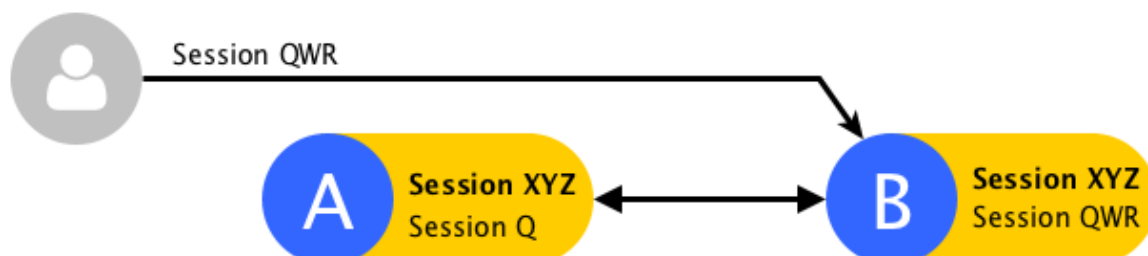 Session QWR
A
Session XYZ
Session Q
B
Session XYZ
Session QWR